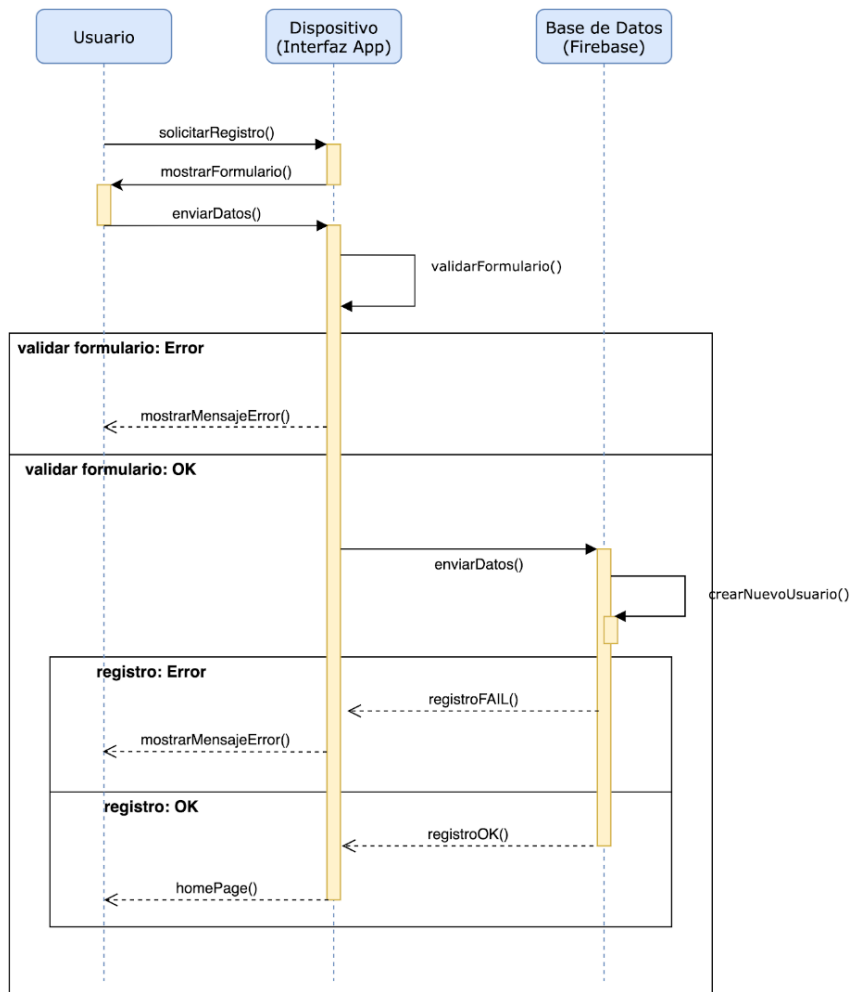 Usuario
Dispositivo
(Interfaz App)
Base de Datos
(Firebase)
solicitarRegistro()
mostrarFormulario()
enviarDatos()
validarFormulario()
validar formulario: Error
mostrarMensajeError()
validar formulario: OK
enviarDatos()
crearNuevoUsuario()
registro: Error
registroFAIL()
mostrarMensajeError()
registro: OK
registroOK()
homePage()